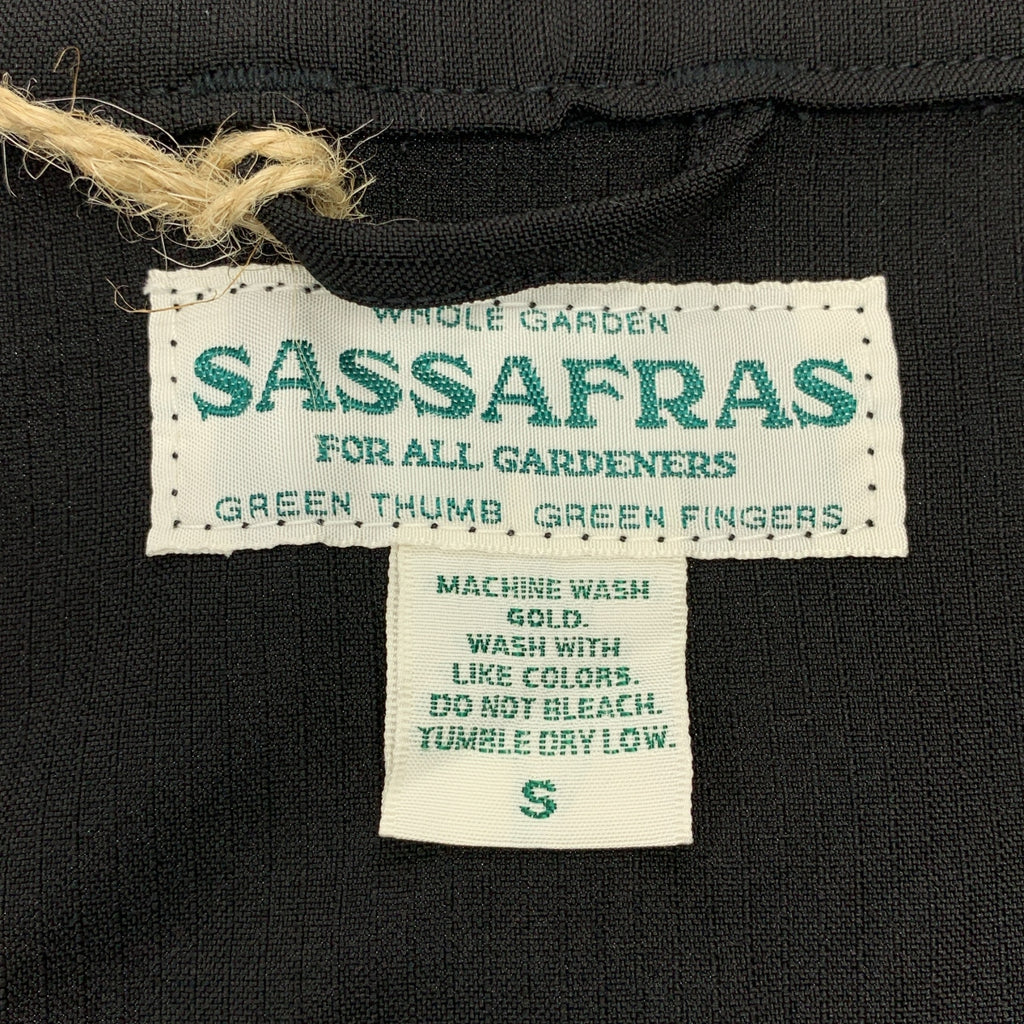 WHOLE GARDEN
SASSAFRAS
FOR ALL GARDENERS
GREEN THUMB GREEN FINGERS
MACHINE WASH
GOLD.
WASH WITH
LIKE COLORS.
DO NOT BLEACH.
TUMBLE DRY LOW.
S